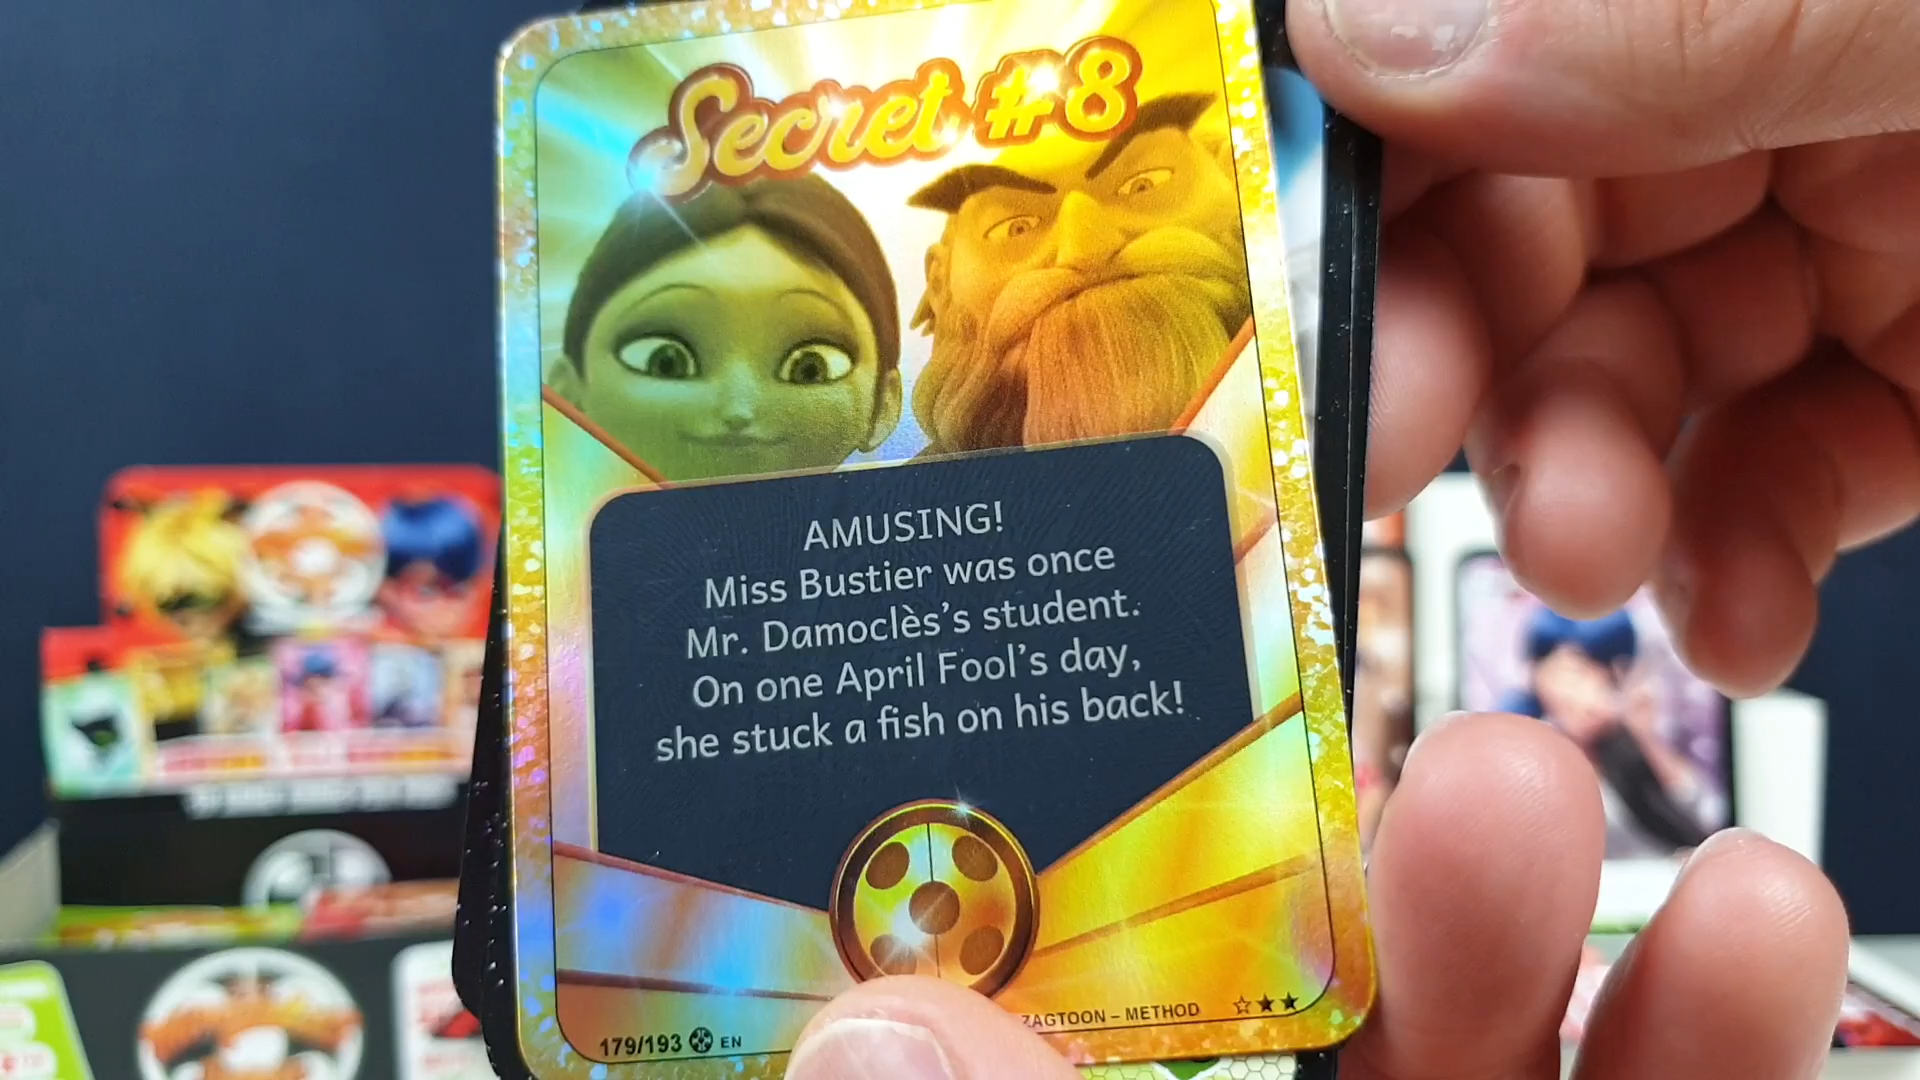 Secret #8
AMUSING!
Miss Bustier was once
Mr. Damoclès's student.
On one April Fool's day,
she stuck a fish on his back!
ZAGTOON – METHOD
179/193 EN